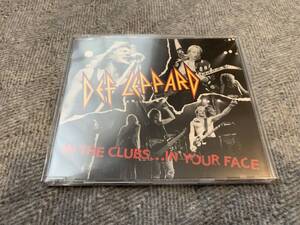 DEF LEPPARD
IN THE CLUBS...IN YOUR FACE